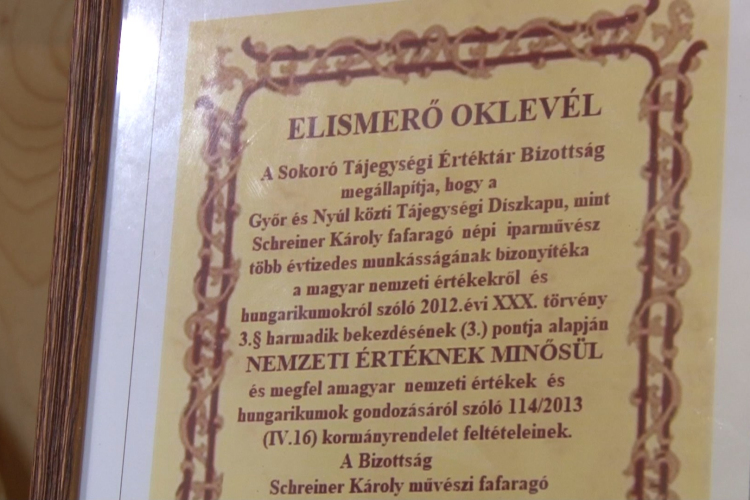 ELISMERŐ OKLEVÉL
A Sokoró Tájegységi Értéktár Bizottság
megállapítja, hogy a
Győr és Nyúl közti Tájegységi Díszkapu, mint
Schreiner Károly fafaragó népi iparművész
több évtizedes munkásságának bizonyítéka
a magyar nemzeti értékekről és
hungarikumokról szóló 2012.évi XXX. törvény
3.§ harmadik bekezdésének (3.) pontja alapján
NEMZETI ÉRTÉKNEK MINŐSÜL
és megfel amagyar nemzeti értékek és
hungarikumok gondozásáról szóló 114/2013
(IV.16) kormányrendelet feltételeinek.
A Bizottság
Schreiner Károly művészi fafaragó